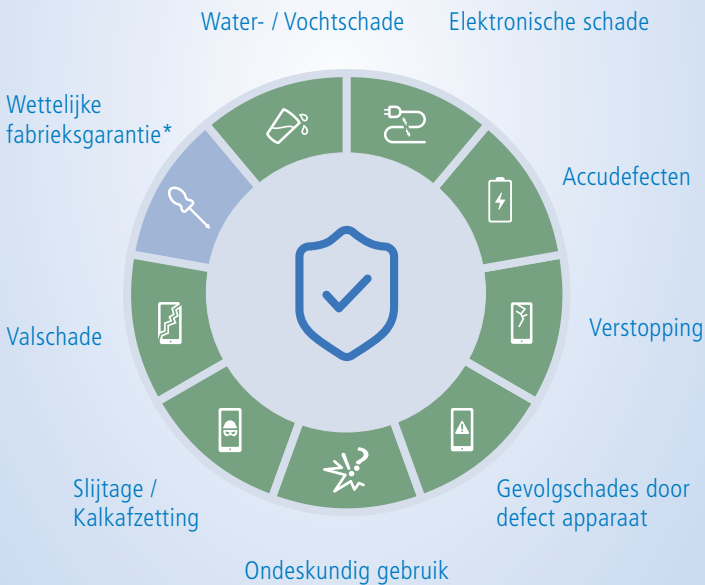 Water- / Vochtschade
Elektronische schade
Wettelijke
fabrieksgarantie*
Accudefecten
Verstopping
Valschade
Slijtage /
Kalkafzetting
Gevolgschades door
defect apparaat
Ondeskundig gebruik